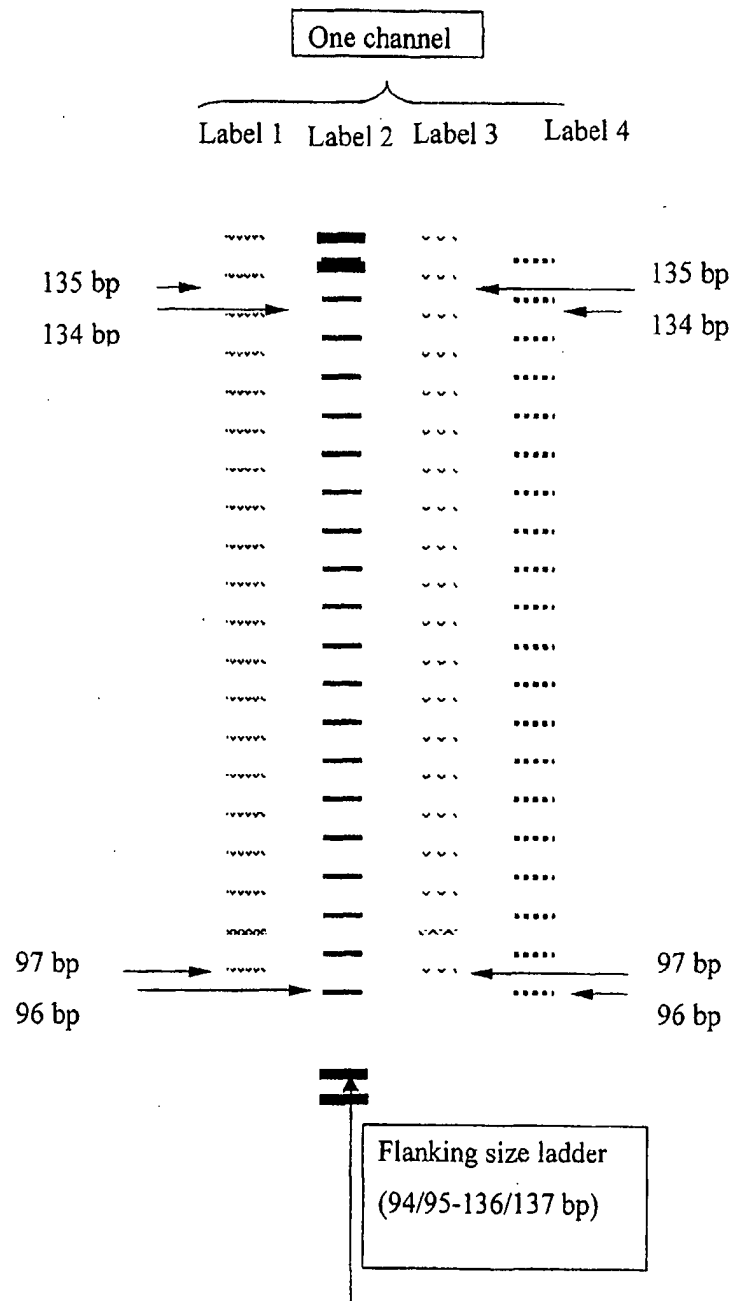 One channel
Label 1 Label 2 Label 3 Label 4
135 bp
134 bp
135 bp
134 bp
97 bp
96 bp
97 bp
96 bp
Flanking size ladder
(94/95-136/137 bp)